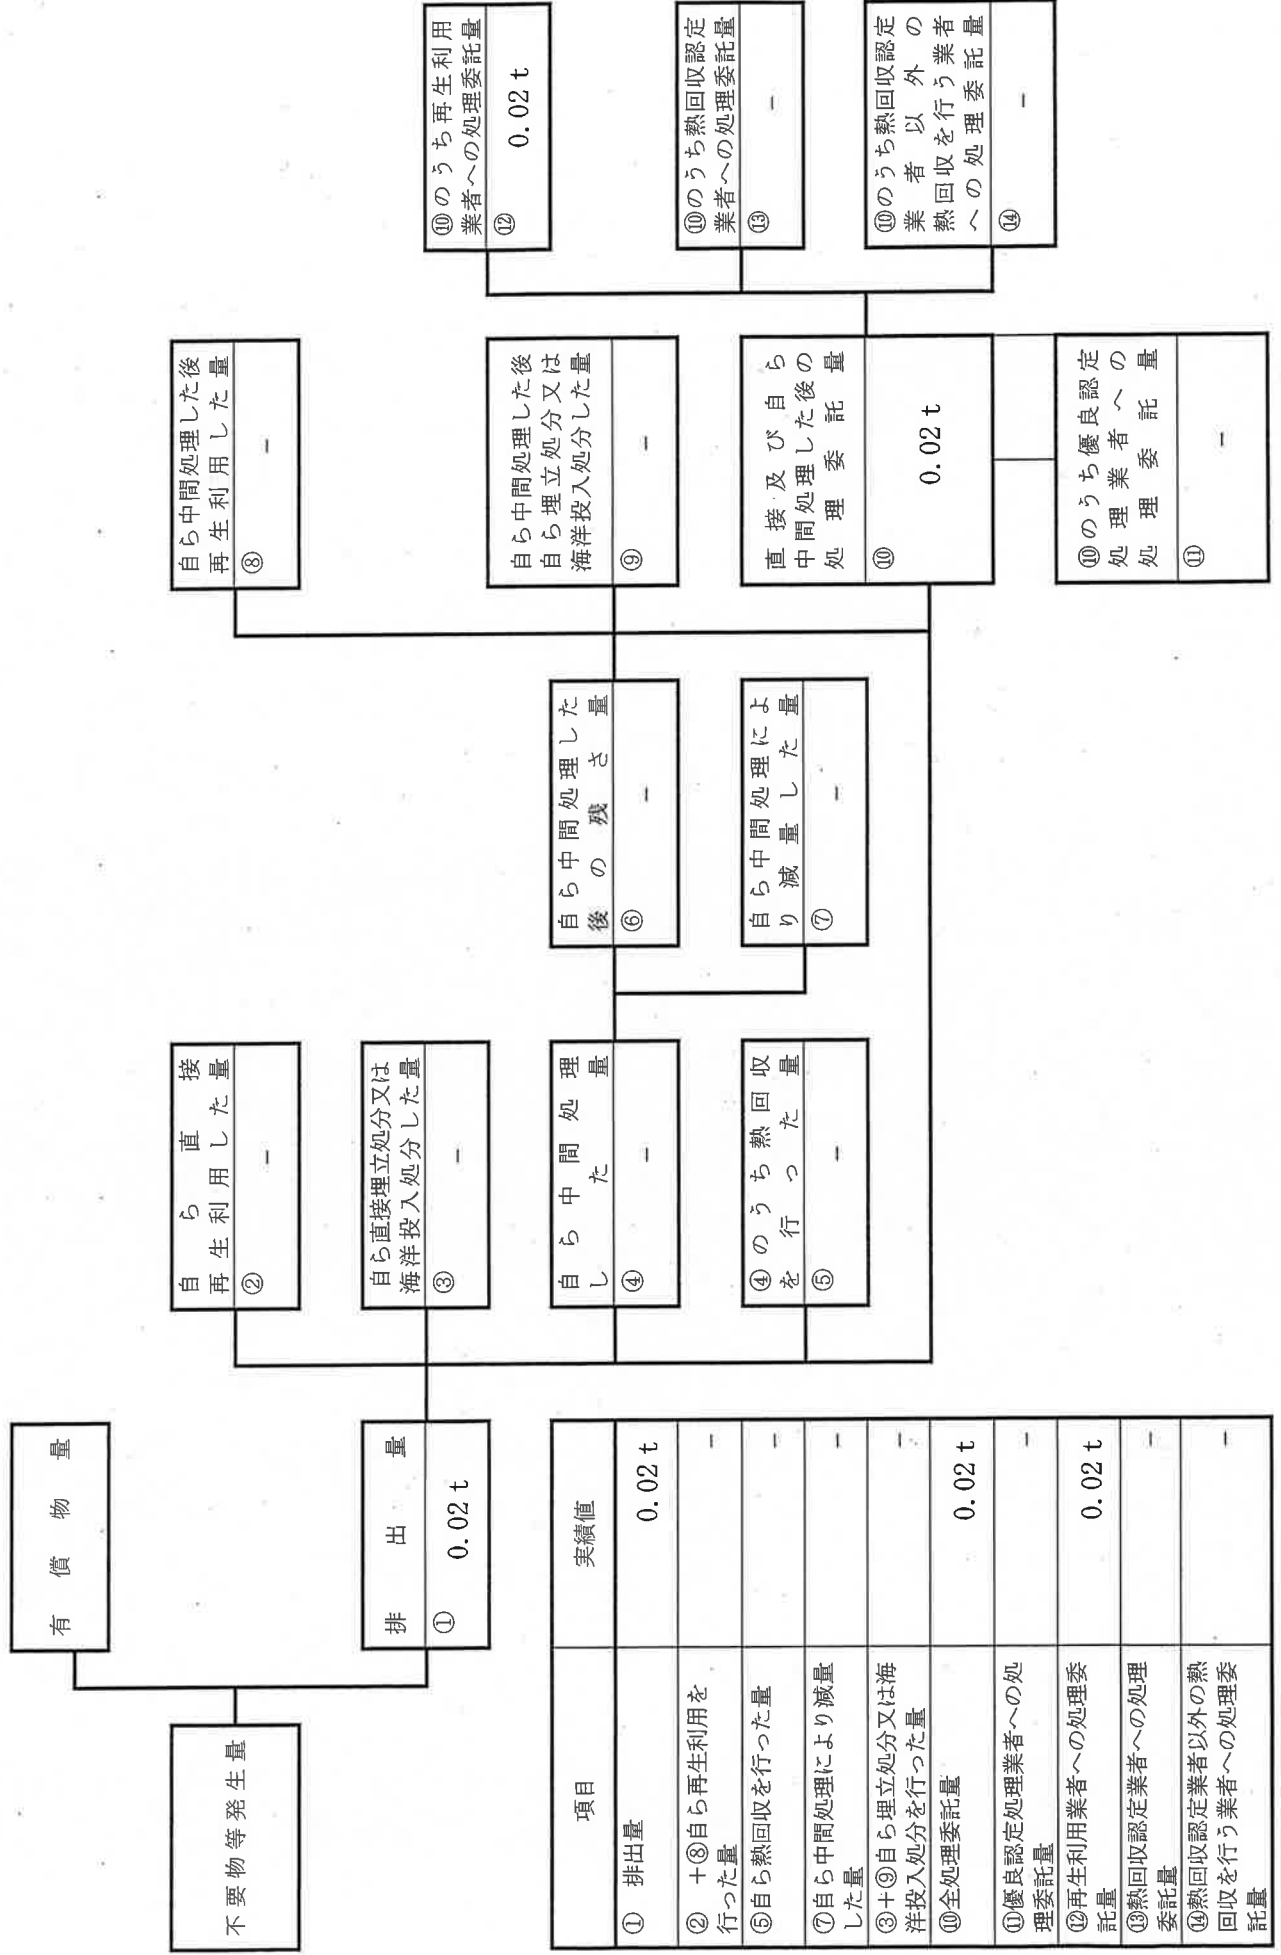 不要物等発生量
有償物量
排出量
① 0.02 t
自ら直接
再生利用した量
② －
自ら直接埋立処分又は
海洋投入処分した量
③ －
自ら中間処理
した量
④ －
④のうち熱回収
を行った量
⑤ －
自ら中間処理した
後の残さ量
⑥ －
自ら中間処理によ
り減量した量
⑦ －
自ら中間処理した後
再生利用した量
⑧ －
自ら中間処理した後
自ら埋立処分又は
海洋投入処分した量
⑨ －
直接及び自ら
中間処理した後の
処理委託量
⑩ 0.02 t
⑩のうち優良認定
処理業者への
処理委託量
⑪ －
⑩のうち再生利用
業者への処理委託量
⑫ 0.02 t
⑩のうち熱回収認定
業者への処理委託量
⑬ －
⑩のうち熱回収認定
業者以外の
熱回収を行う業者
への処理委託量
⑭ －
項目 実績値
① 排出量 0.02 t
② ＋⑧自ら再生利用を
行った量 －
⑤自ら熱回収を行った量 －
⑦自ら中間処理により減量
した量 －
③＋⑨自ら埋立処分又は海
洋投入処分を行った量 －
⑩全処理委託量 0.02 t
⑪優良認定処理業者への処
理委託量 －
⑫再生利用業者への処理委
託量 0.02 t
⑬熱回収認定業者への処理
委託量 －
⑭熱回収認定業者以外の熱
回収を行う業者への処理委
託量 －